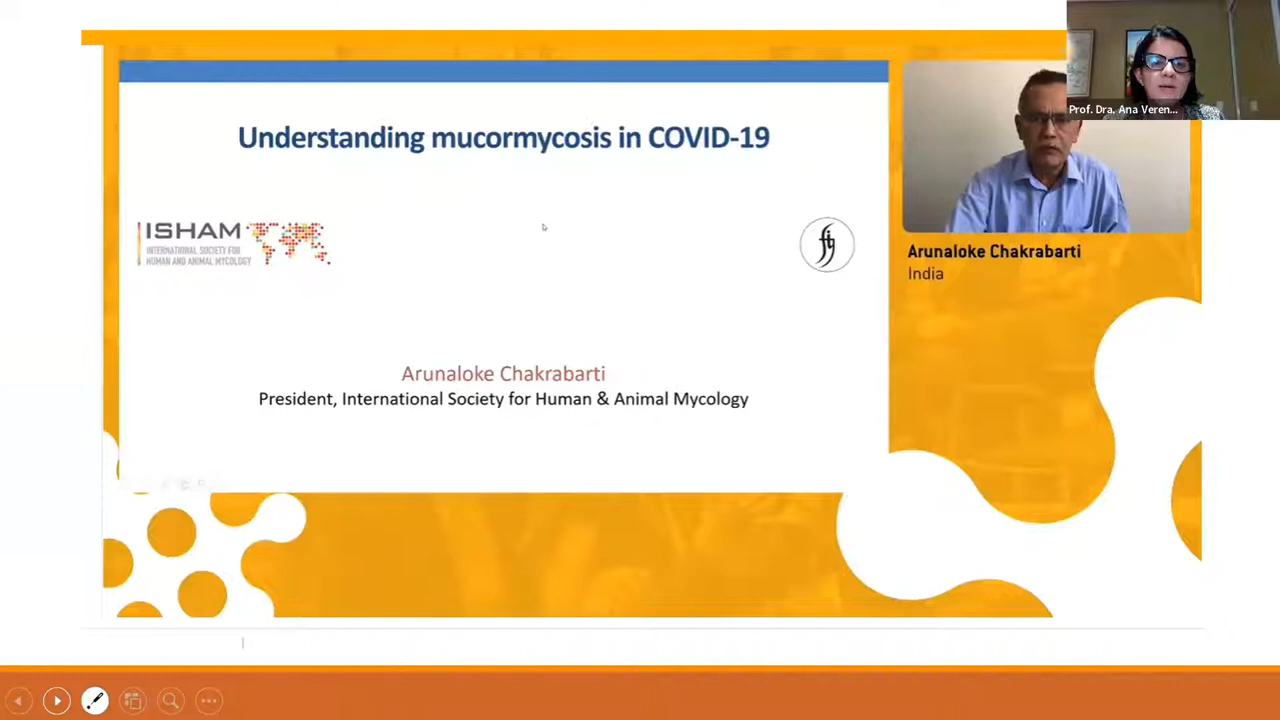 Prof. Dra. Ana Veren...
Understanding mucormycosis in COVID-19
ISHAM
INTERNATIONAL SOCIETY FOR
HUMAN AND ANIMAL MYCOLOGY
Arunaloke Chakrabarti
India
Arunaloke Chakrabarti
President, International Society for Human & Animal Mycology